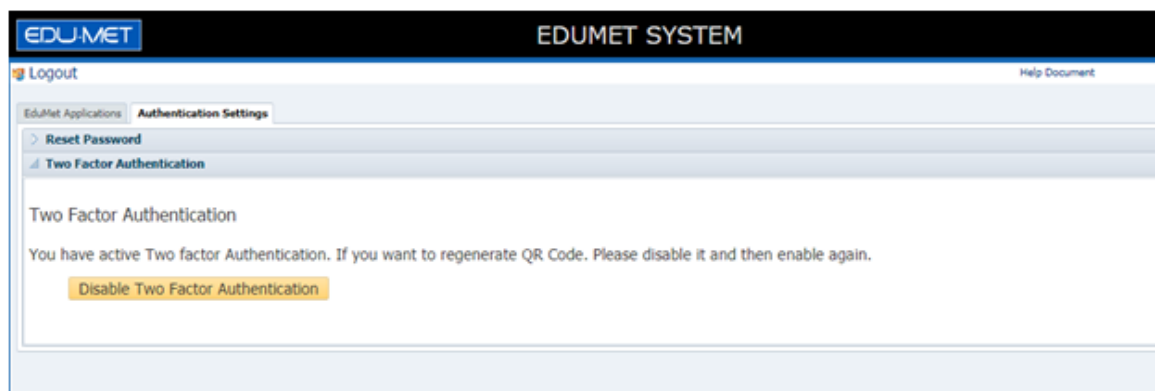 EDU·MET
EDUMET SYSTEM
Logout
Help Document
EduMet Applications
Authentication Settings
Reset Password
Two Factor Authentication
Two Factor Authentication
You have active Two factor Authentication. If you want to regenerate QR Code. Please disable it and then enable again.
Disable Two Factor Authentication